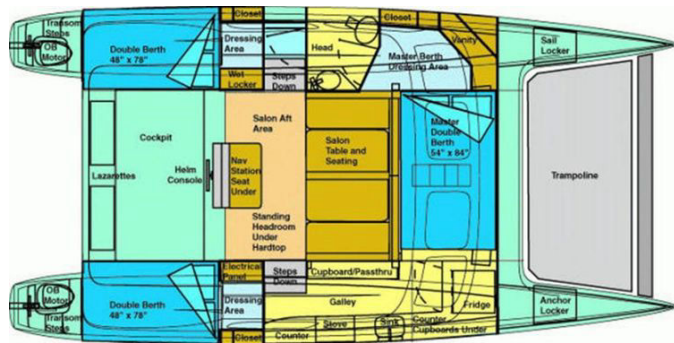 Transom
Steps
OB
Motor
Double Berth
48" x 78"
Closet
Dressing
Area
Wet
Locker
Steps
Down
Head
Closet
Master Berth
Dressing Area
Vanity
Sail
Locker
Lazarettes
Cockpit
Helm
Console
Salon Aft
Area
Nav
Station
Seat
Under
Standing
Headroom
Under
Hardtop
Salon
Table and
Seating
Master
Double
Berth
54" x 84"
Trampoline
OB
Motor
Transom
Steps
Double Berth
48" x 78"
Electrical
Panel
Dressing
Area
Closet
Steps
Down
Cupboard/Passthru
Galley
Counter
Stove
Sink
Counter
Cupboards Under
Fridge
Anchor
Locker